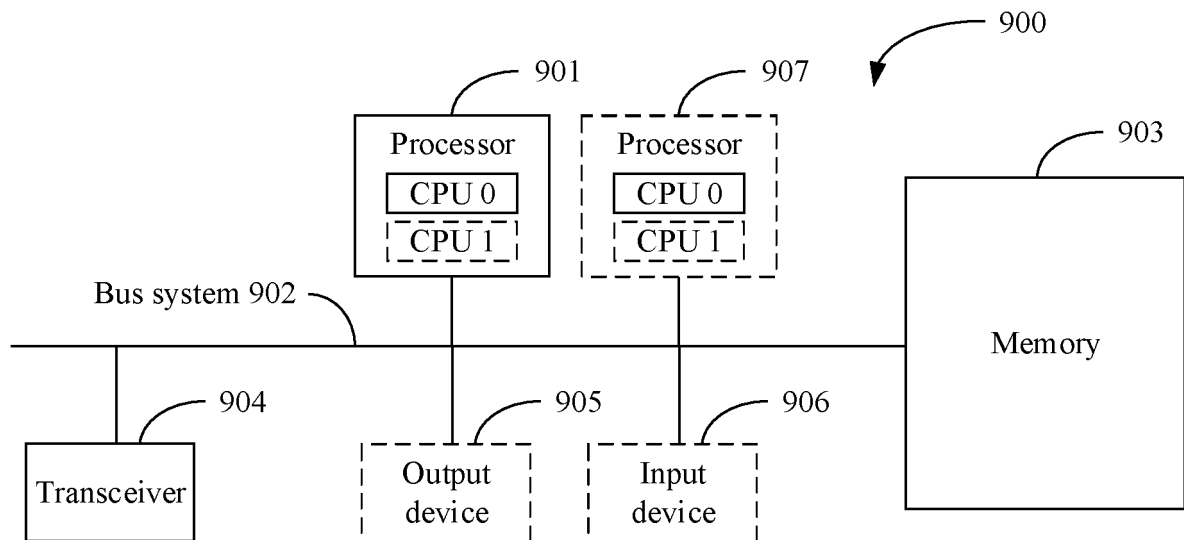 900
901
907
Processor
CPU 0
CPU 1
Processor
CPU 0
CPU 1
903
Memory
Bus system 902
904
Transceiver
905
Output
device
906
Input
device